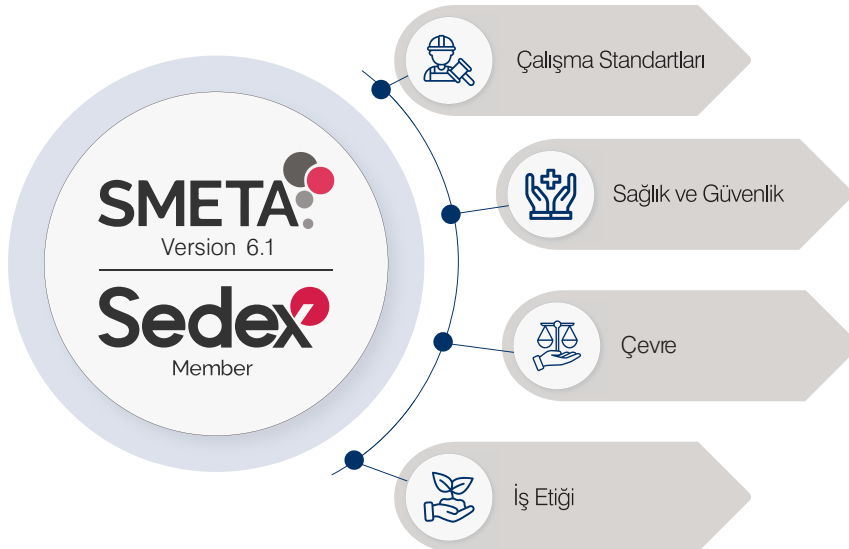 SMETA
Version 6.1
Sedex
Member
Çalışma Standartları
Sağlık ve Güvenlik
Çevre
İş Etiği